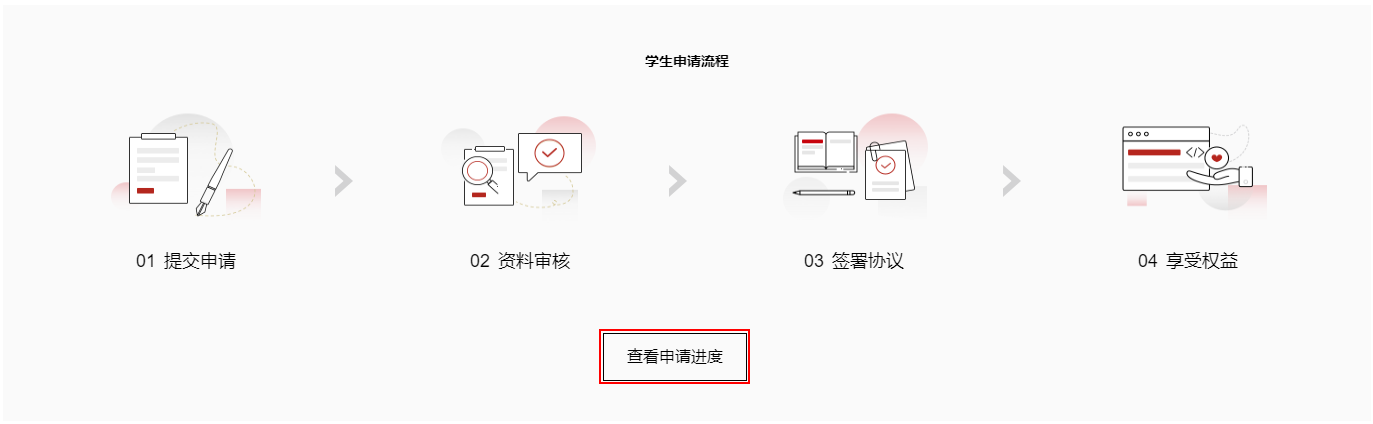 学生申请流程
01 提交申请
02 资料审核
03 签署协议
04 享受权益
查看申请进度